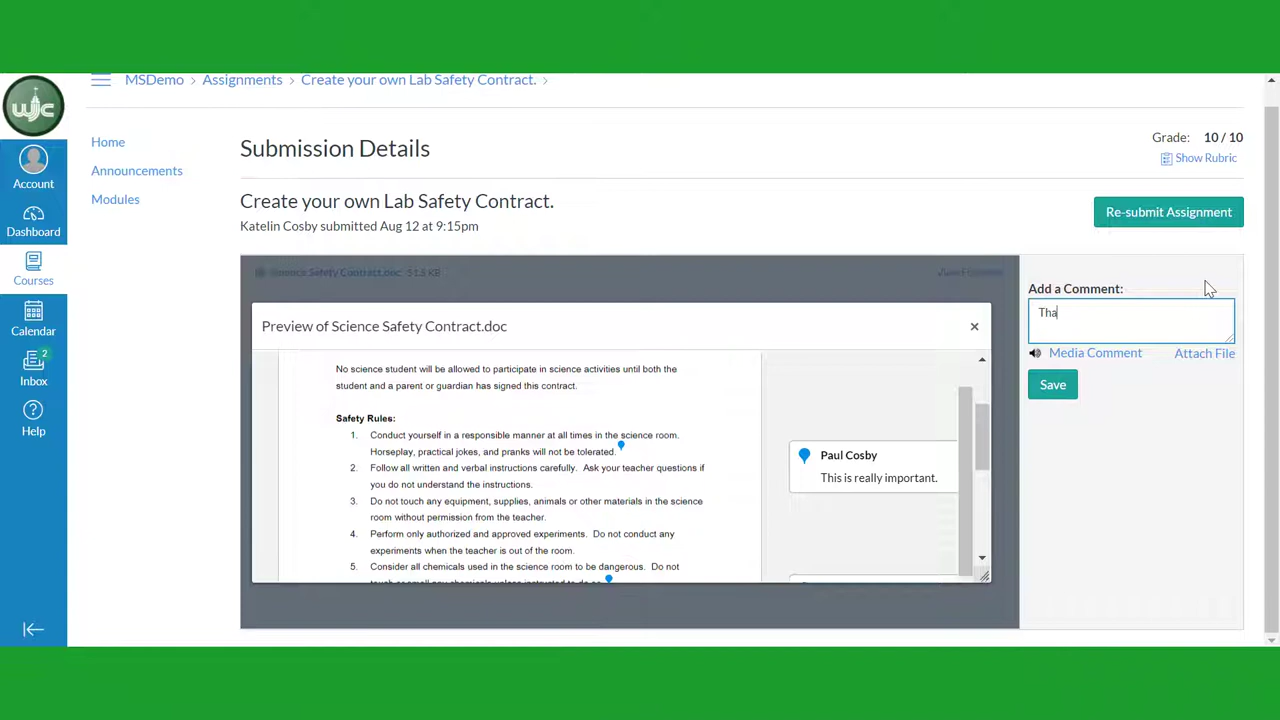 MSDemo > Assignments > Create your own Lab Safety Contract. >
WJC
Account
Dashboard
Courses
Calendar
2
Inbox
Help
Home
Announcements
Modules
Submission Details
Grade: 10 / 10
Show Rubric
Create your own Lab Safety Contract.
Katelin Cosby submitted Aug 12 at 9:15pm
Re-submit Assignment
Science Safety Contract.doc 51.5 KB
Preview of Science Safety Contract.doc
No science student will be allowed to participate in science activities until both the
student and a parent or guardian has signed this contract.
Safety Rules:
1. Conduct yourself in a responsible manner at all times in the science room.
Horseplay, practical jokes, and pranks will not be tolerated.
2. Follow all written and verbal instructions carefully. Ask your teacher questions if
you do not understand the instructions.
3. Do not touch any equipment, supplies, animals or other materials in the science
room without permission from the teacher.
4. Perform only authorized and approved experiments. Do not conduct any
experiments when the teacher is out of the room.
5. Consider all chemicals used in the science room to be dangerous. Do not
Paul Cosby
This is really important.
Add a Comment:
Tha
Media Comment
Attach File
Save